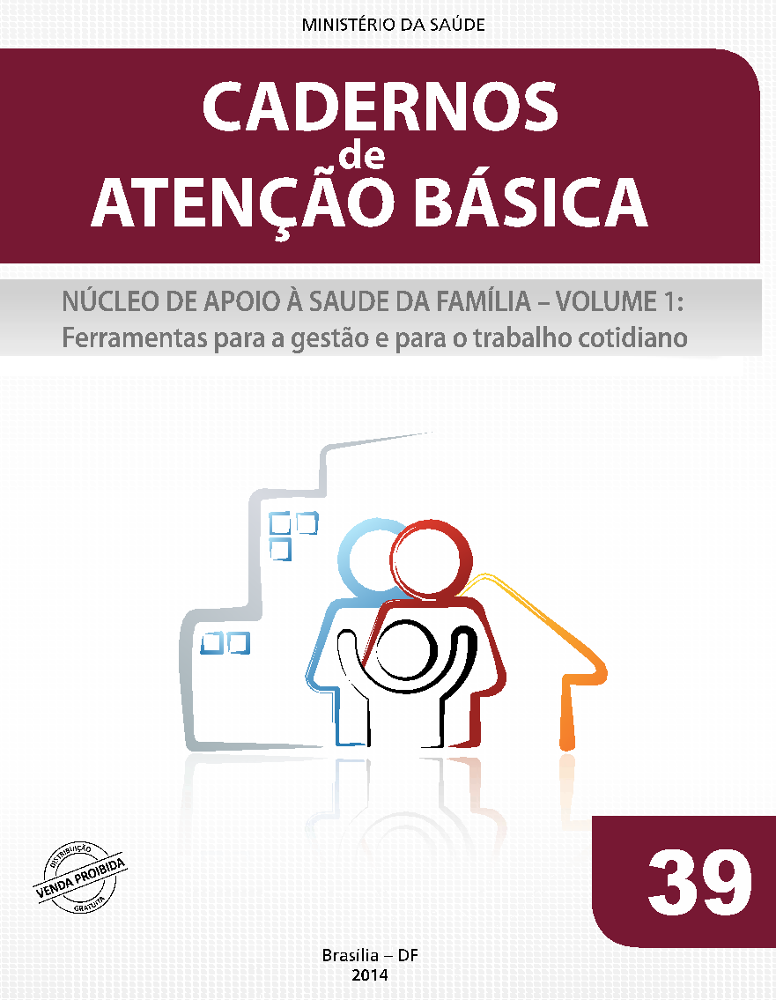 MINISTÉRIO DA SAÚDE
CADERNOS
de
ATENÇÃO BÁSICA
NÚCLEO DE APOIO À SAUDE DA FAMÍLIA – VOLUME 1:
Ferramentas para a gestão e para o trabalho cotidiano
DISTRIBUIÇÃO
VENDA PROIBIDA
GRATUITA
39
Brasília – DF
2014